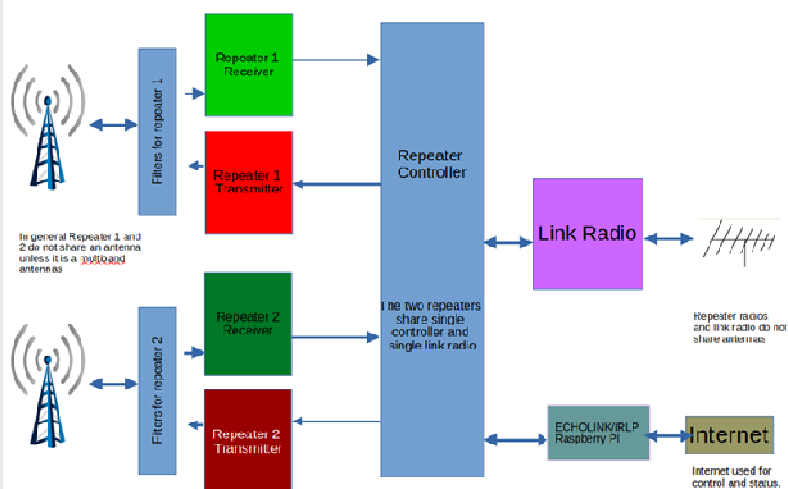 Filters for repeater 1
Repeater 1
Receiver
Repeater 1
Transmitter
In general Repeater 1 and
2 do not share an antenna
unless it is a multiband
antennas
Filters for repeater 2
Repeater 2
Receiver
Repeater 2
Transmitter
Repeater
Controller
The two repeaters
share single
controller and
single link radio
Link Radio
Repeater radios
and link radio do not
share antennas
ECHOLINK/IRLP
Raspberry PI
Internet
Internet used for
control and status.